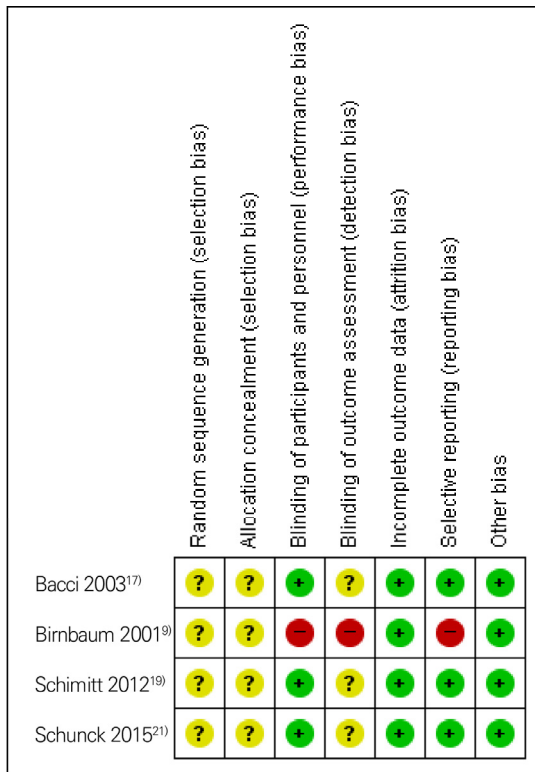 Random sequence generation (selection bias)
Allocation concealment (selection bias)
Blinding of participants and personnel (performance bias)
Blinding of outcome assessment (detection bias)
Incomplete outcome data (attrition bias)
Selective reporting (reporting bias)
Other bias
Bacci 2003¹⁷⁾ ? ? + ? + + +
Birnbaum 2001⁹⁾ ? ? − − + − +
Schimitt 2012¹⁹⁾ ? ? + ? + + +
Schunck 2015²¹⁾ ? ? + ? + + +